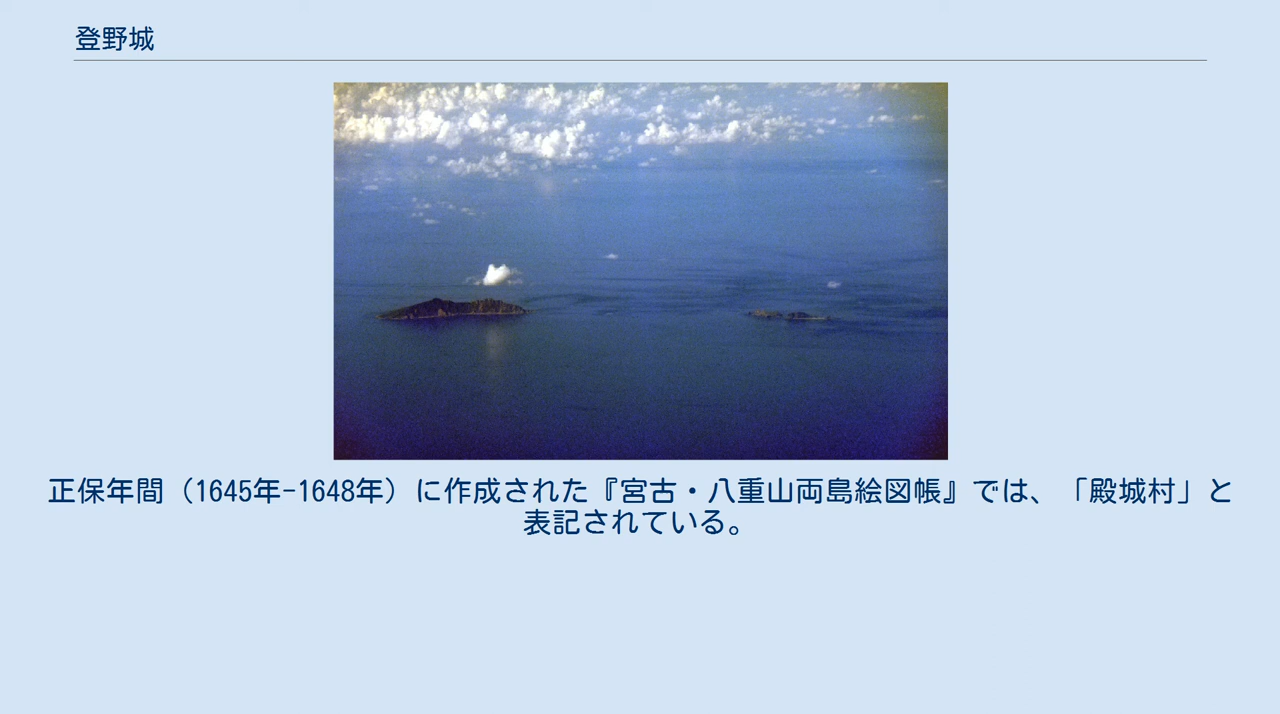 登野城
正保年間（1645年-1648年）に作成された『宮古・八重山両島絵図帳』では、「殿城村」と
表記されている。